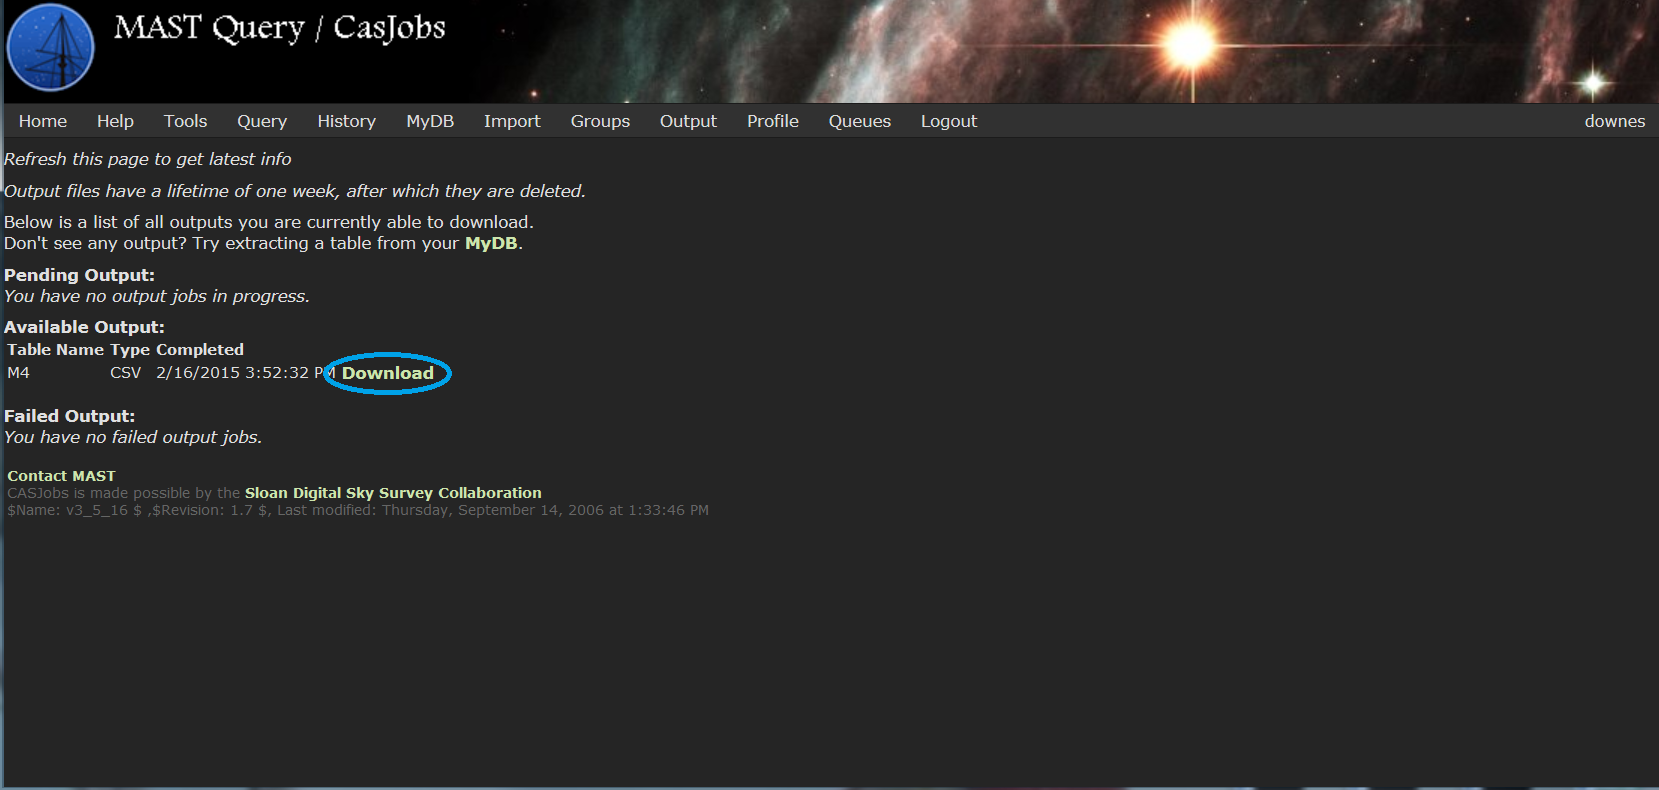 MAST Query / CasJobs
Home Help Tools Query History MyDB Import Groups Output Profile Queues Logout downes
Refresh this page to get latest info
Output files have a lifetime of one week, after which they are deleted.
Below is a list of all outputs you are currently able to download.
Don't see any output? Try extracting a table from your MyDB.
Pending Output:
You have no output jobs in progress.
Available Output:
Table Name Type Completed
M4 CSV 2/16/2015 3:52:32 PM Download
Failed Output:
You have no failed output jobs.
Contact MAST
CASJobs is made possible by the Sloan Digital Sky Survey Collaboration
$Name: v3_5_16 $ ,$Revision: 1.7 $, Last modified: Thursday, September 14, 2006 at 1:33:46 PM